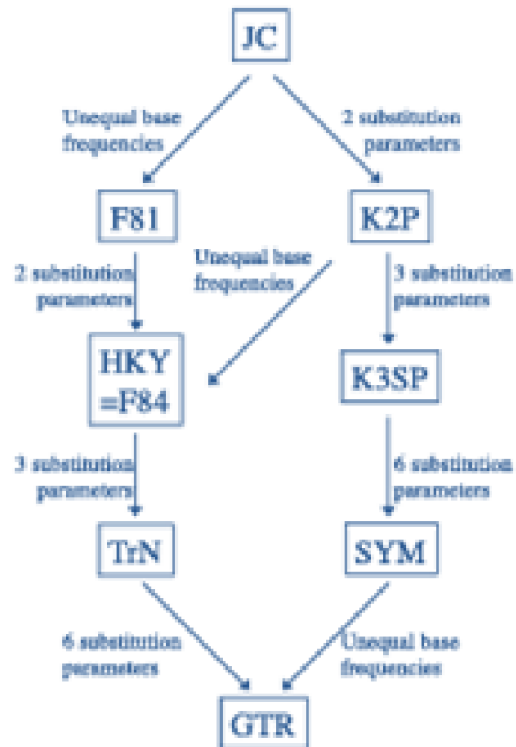 JC
Unequal base
frequencies
2 substitution
parameters
F81
K2P
Unequal base
frequencies
2 substitution
parameters
3 substitution
parameters
HKY
=F84
K3SP
3 substitution
parameters
6 substitution
parameters
TrN
SYM
6 substitution
parameters
Unequal base
frequencies
GTR